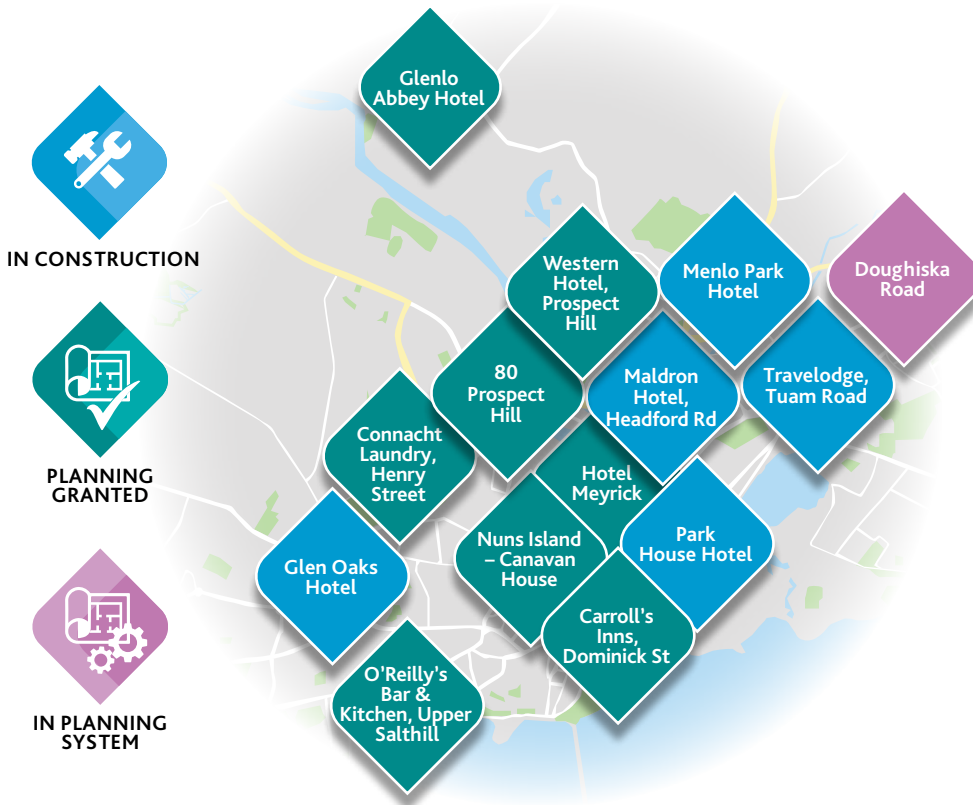 Glenlo
Abbey Hotel
IN CONSTRUCTION
Western
Hotel,
Prospect
Hill
Menlo Park
Hotel
Doughiska
Road
80
Prospect
Hill
Maldron
Hotel,
Headford Rd
Travelodge,
Tuam Road
Connacht
Laundry,
Henry
Street
PLANNING
GRANTED
Hotel
Meyrick
Nuns Island
– Canavan
House
Park
House Hotel
Glen Oaks
Hotel
Carroll's
Inns,
Dominick St
O'Reilly's
Bar &
Kitchen, Upper
Salthill
IN PLANNING
SYSTEM